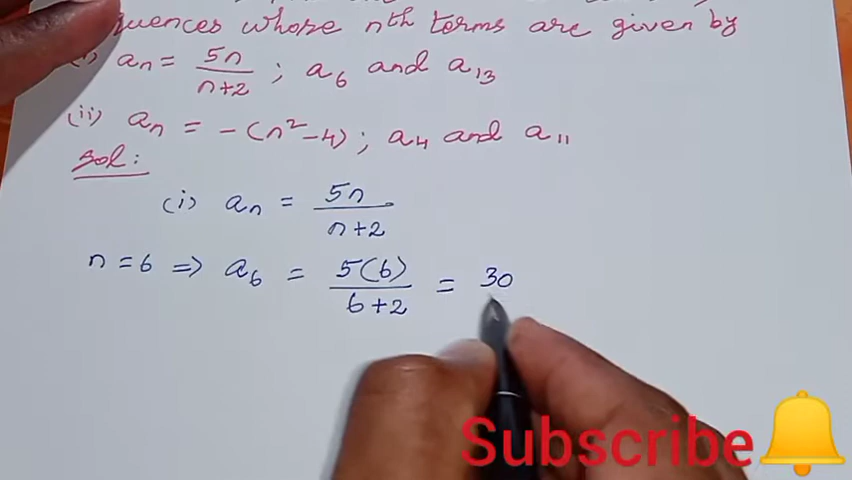 whose nth terms are given by
an = 5n/n+2 ; a6 and a13
(ii) an = -(n²-4) ; a4 and a11
Sol:
(i) an = 5n/n+2
n=6 => a6 = 5(6)/6+2 = 30
Subscribe